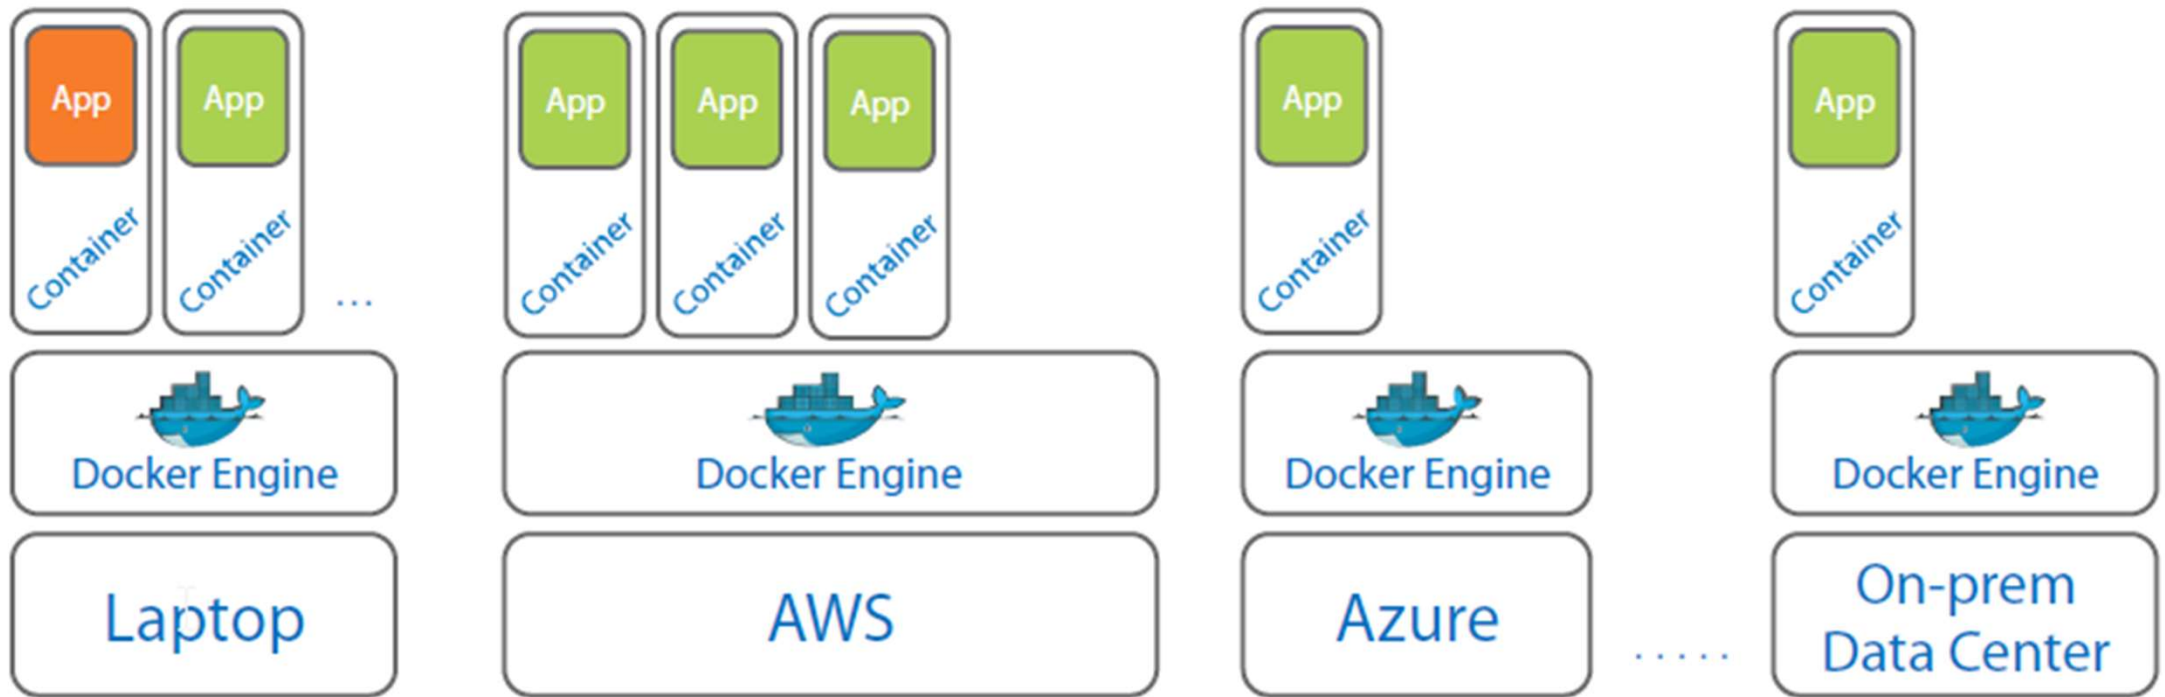 App
App
App
App
App
App
App
Container
Container
Container
Container
Container
Container
Container
...
Docker Engine
Docker Engine
Docker Engine
Docker Engine
Laptop
AWS
Azure
.....
On-prem
Data Center